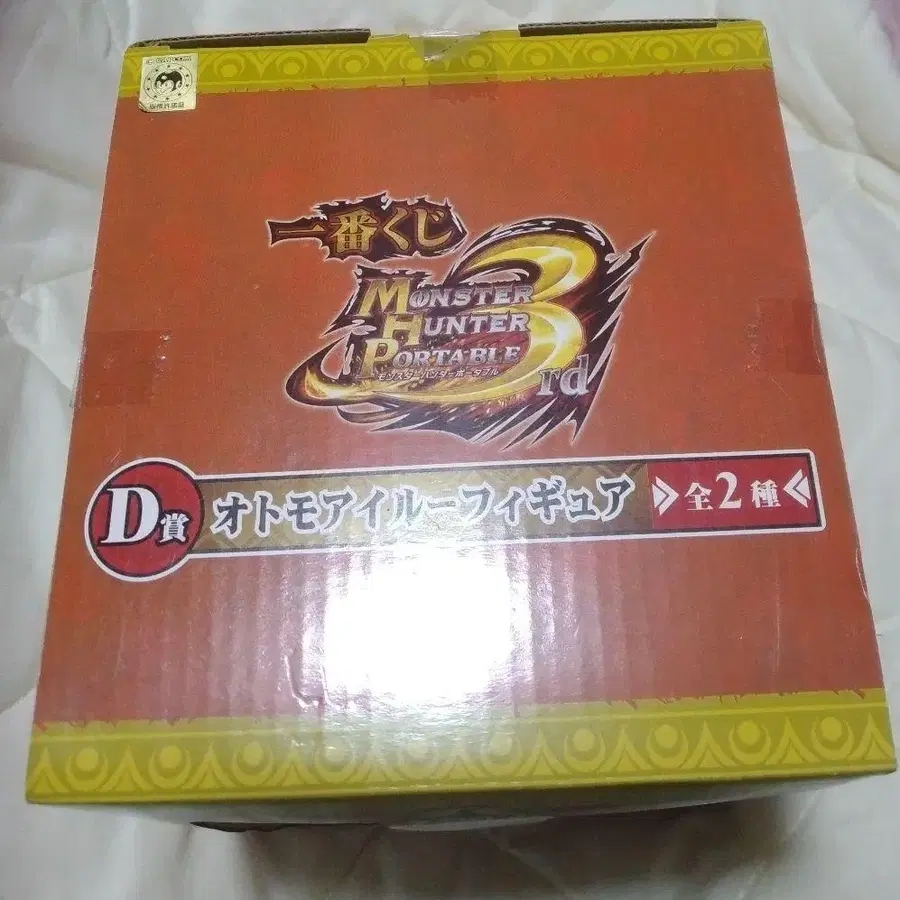 一番くじ
MONSTER
HUNTER
PORTABLE
3rd
モンスターハンターポータブル
D賞 オトモアイルーフィギュア 全2種